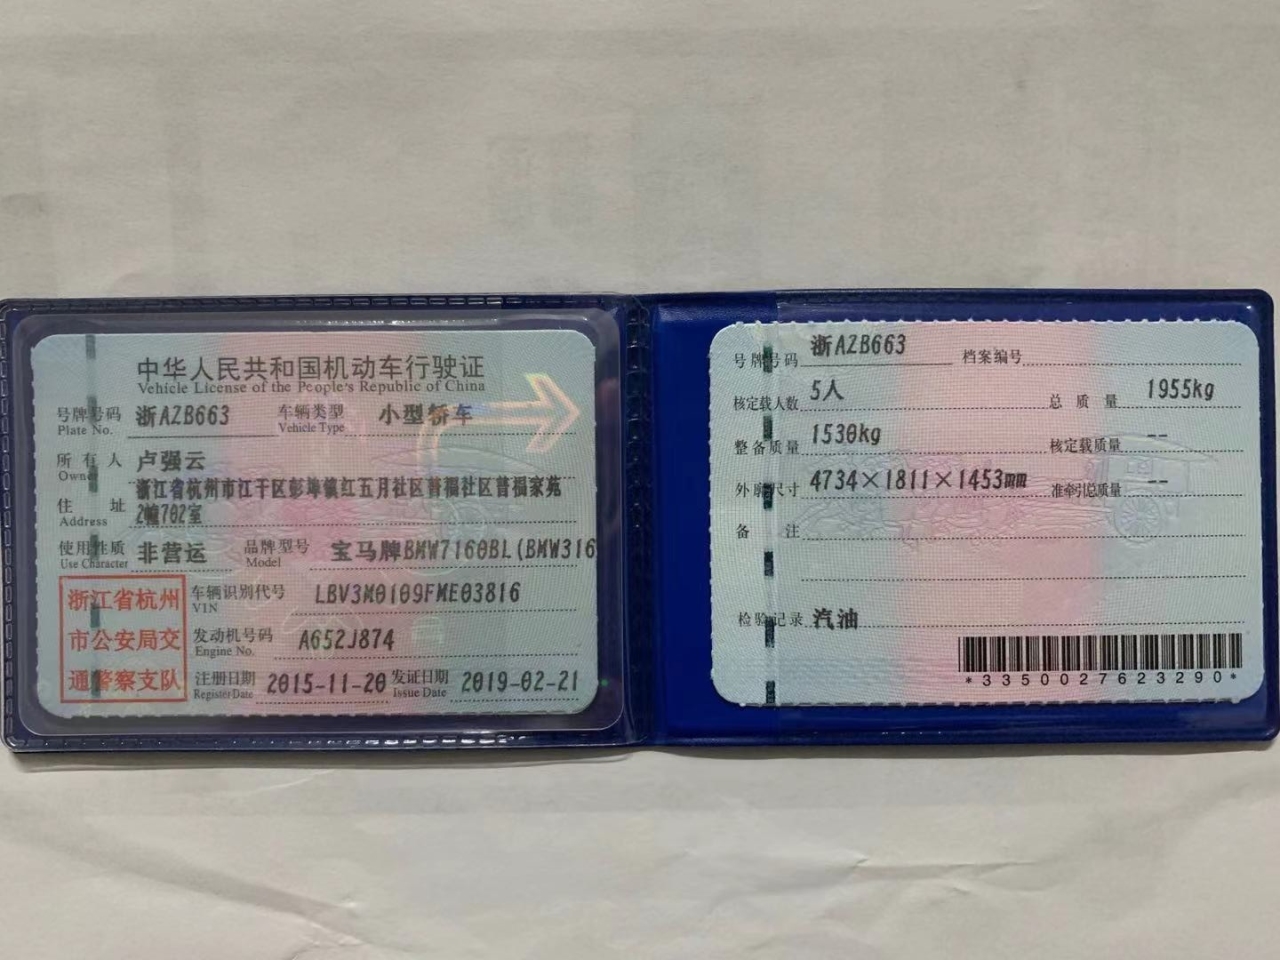 中华人民共和国机动车行驶证
Vehicle License of the People's Republic of China
号牌号码 浙AZB663 车辆类型 小型轿车
Plate No. Vehicle Type
所有人 卢强云
Owner
住址 浙江省杭州市江干区彭埠镇红五月社区普福社区普福家苑
Address 2幢702室
使用性质 非营运 品牌型号 宝马牌BMW7160BL(BMW316
Use Character Model
浙江省杭州
市公安局交
通警察支队
车辆识别代号 LBV3M0109FME03816
VIN
发动机号码 A652J874
Engine No.
注册日期 2015-11-20 发证日期 2019-02-21
Register Date Issue Date
号牌号码 浙AZB663 档案编号
核定载人数 5人 总质量 1955kg
整备质量 1530kg 核定载质量 --
外廓尺寸 4734×1811×1453mm 准牵引总质量 --
备注
检验记录 汽油
*3350027623290*